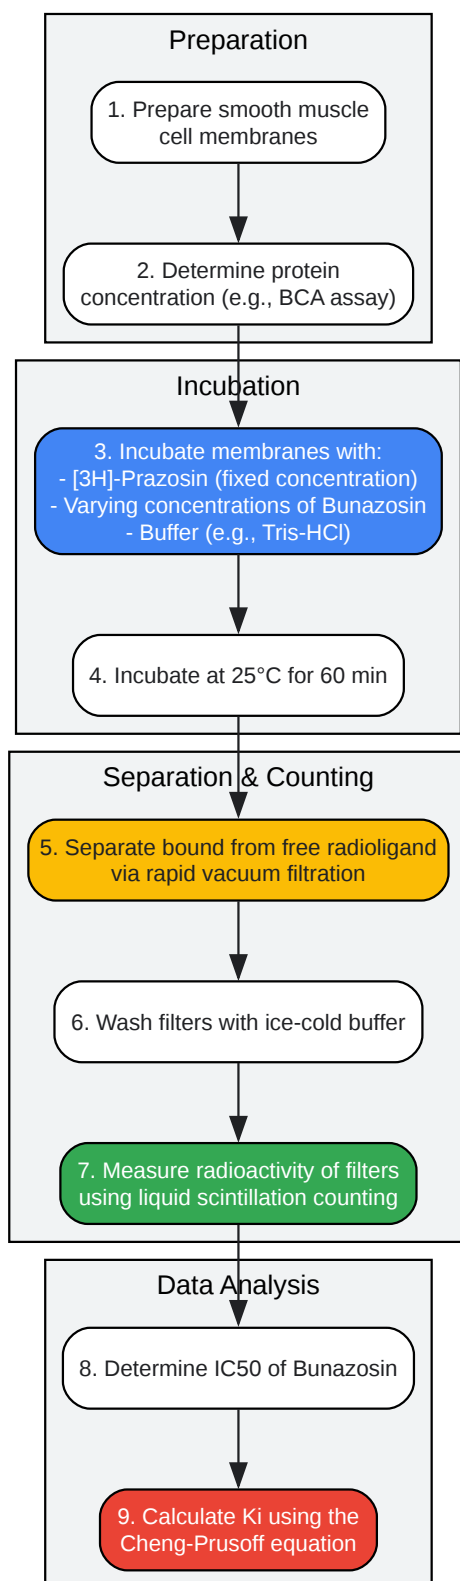 Preparation
1. Prepare smooth muscle
cell membranes
2. Determine protein
concentration (e.g., BCA assay)
Incubation
3. Incubate membranes with:
- [3H]-Prazosin (fixed concentration)
- Varying concentrations of Bunazosin
- Buffer (e.g., Tris-HCl)
4. Incubate at 25°C for 60 min
Separation & Counting
5. Separate bound from free radioligand
via rapid vacuum filtration
6. Wash filters with ice-cold buffer
7. Measure radioactivity of filters
using liquid scintillation counting
Data Analysis
8. Determine IC50 of Bunazosin
9. Calculate Ki using the
Cheng-Prusoff equation